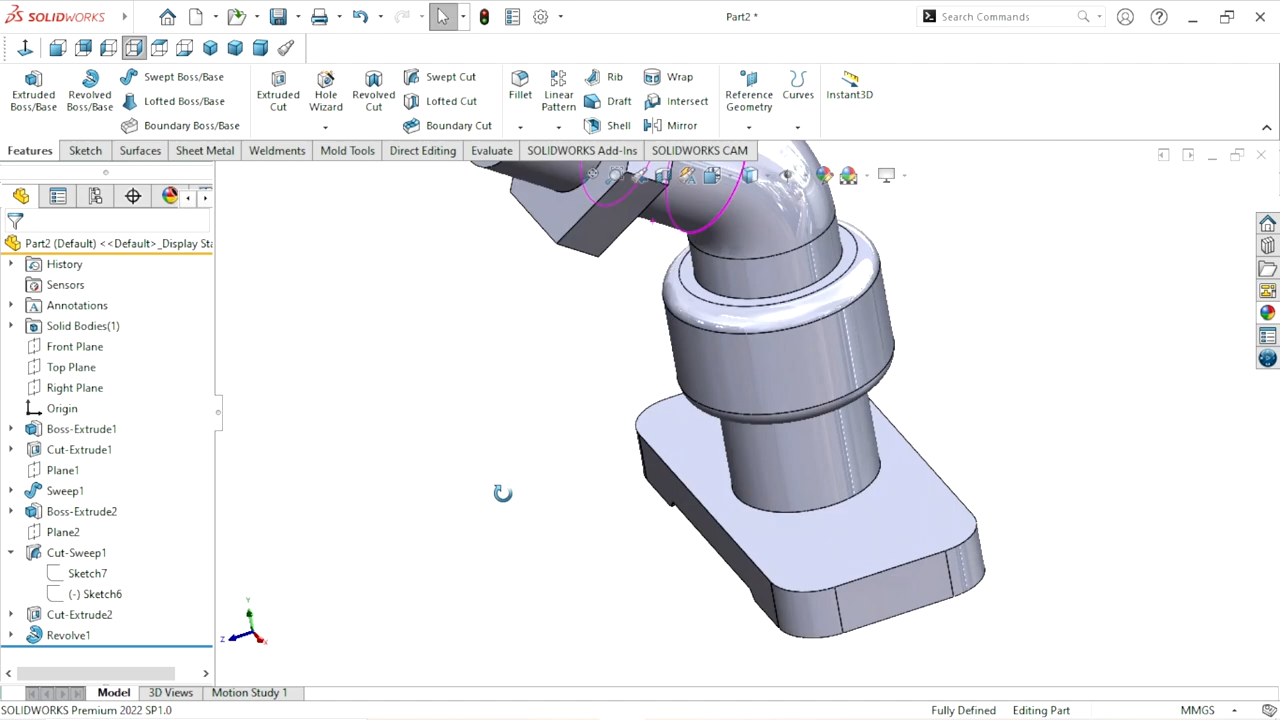 SOLIDWORKS
Part2 *
Search Commands
Extruded Boss/Base
Revolved Boss/Base
Swept Boss/Base
Lofted Boss/Base
Boundary Boss/Base
Extruded Cut
Hole Wizard
Revolved Cut
Swept Cut
Lofted Cut
Boundary Cut
Fillet
Linear Pattern
Rib
Draft
Shell
Wrap
Intersect
Mirror
Reference Geometry
Curves
Instant3D
Features
Sketch
Surfaces
Sheet Metal
Weldments
Mold Tools
Direct Editing
Evaluate
SOLIDWORKS Add-Ins
SOLIDWORKS CAM
Part2 (Default) <<Default>_Display Sta
History
Sensors
Annotations
Solid Bodies(1)
Front Plane
Top Plane
Right Plane
Origin
Boss-Extrude1
Cut-Extrude1
Plane1
Sweep1
Boss-Extrude2
Plane2
Cut-Sweep1
Sketch7
(-) Sketch6
Cut-Extrude2
Revolve1
Y
Z
X
Model
3D Views
Motion Study 1
SOLIDWORKS Premium 2022 SP1.0
Fully Defined
Editing Part
MMGS